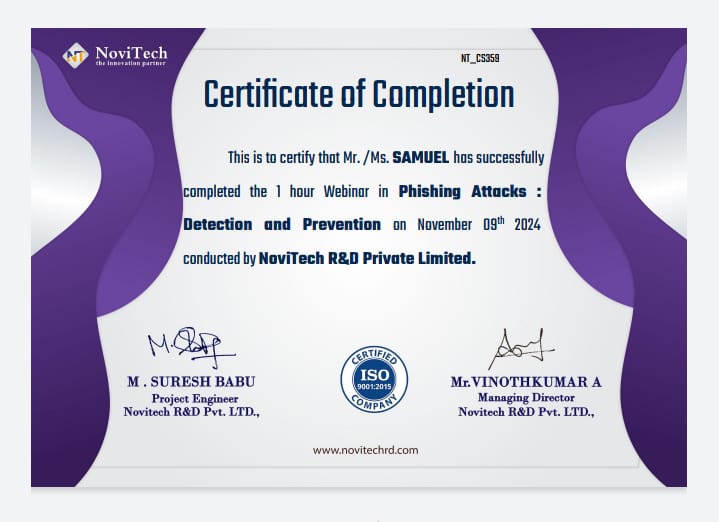 NT
NoviTech
the innovation partner
NT_CS359
Certificate of Completion
This is to certify that Mr. /Ms. SAMUEL has successfully
completed the 1 hour Webinar in Phishing Attacks :
Detection and Prevention on November 09th 2024
conducted by NoviTech R&D Private Limited.
M . SURESH BABU
Project Engineer
Novitech R&D Pvt. LTD.,
CERTIFIED
ISO
9001:2015
COMPANY
Mr.VINOTHKUMAR A
Managing Director
Novitech R&D Pvt. LTD.,
www.novitechrd.com